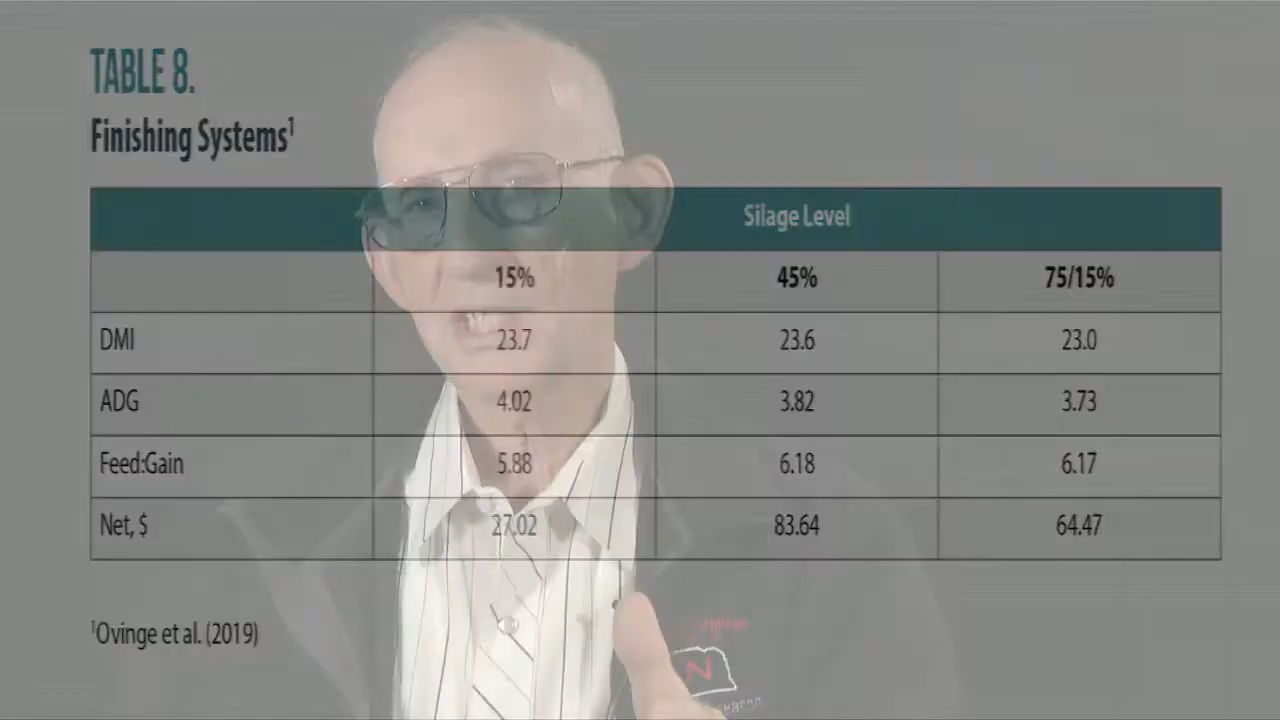 TABLE 8.
Finishing Systems¹
Silage Level
15% 45% 75/15%
DMI 23.7 23.6 23.0
ADG 4.02 3.82 3.73
Feed:Gain 5.88 6.18 6.17
Net, $ 27.02 83.64 64.47
¹Ovinge et al. (2019)
N